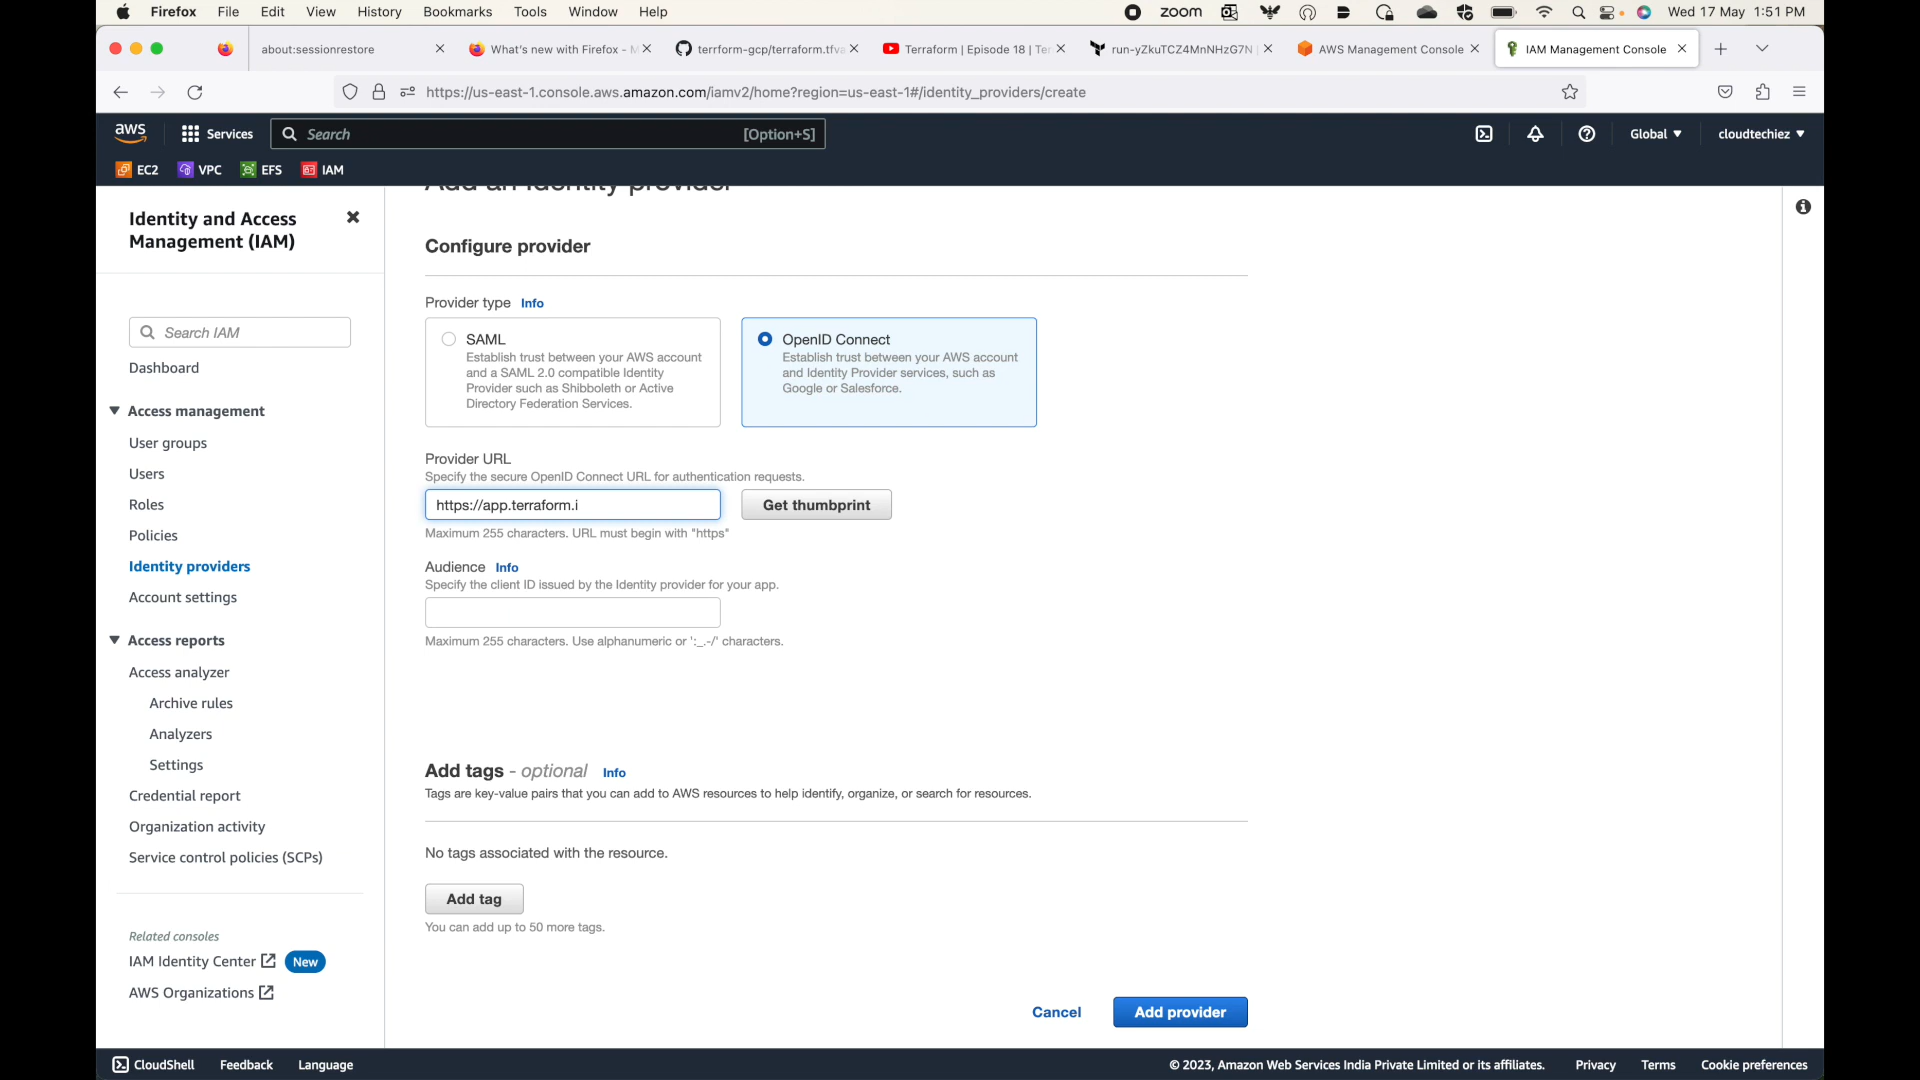 Firefox File Edit View History Bookmarks Tools Window Help zoom Wed 17 May 1:51 PM
about:sessionrestore What's new with Firefox - M terrform-gcp/terraform.tfva Terraform | Episode 18 | Ter run-yZkuTCZ4MnNHzG7N AWS Management Console IAM Management Console
https://us-east-1.console.aws.amazon.com/iamv2/home?region=us-east-1#/identity_providers/create
aws Services Search [Option+S] Global cloudtechiez
EC2 VPC EFS IAM
Add an Identity provider
Identity and Access
Management (IAM)
Search IAM
Dashboard
Access management
User groups
Users
Roles
Policies
Identity providers
Account settings
Access reports
Access analyzer
Archive rules
Analyzers
Settings
Credential report
Organization activity
Service control policies (SCPs)
Related consoles
IAM Identity Center New
AWS Organizations
Configure provider
Provider type Info
SAML
Establish trust between your AWS account
and a SAML 2.0 compatible Identity
Provider such as Shibboleth or Active
Directory Federation Services.
OpenID Connect
Establish trust between your AWS account
and Identity Provider services, such as
Google or Salesforce.
Provider URL
Specify the secure OpenID Connect URL for authentication requests.
https://app.terraform.i Get thumbprint
Maximum 255 characters. URL must begin with "https"
Audience Info
Specify the client ID issued by the Identity provider for your app.
Maximum 255 characters. Use alphanumeric or ':_.-/' characters.
Add tags - optional Info
Tags are key-value pairs that you can add to AWS resources to help identify, organize, or search for resources.
No tags associated with the resource.
Add tag
You can add up to 50 more tags.
Cancel Add provider
CloudShell Feedback Language © 2023, Amazon Web Services India Private Limited or its affiliates. Privacy Terms Cookie preferences